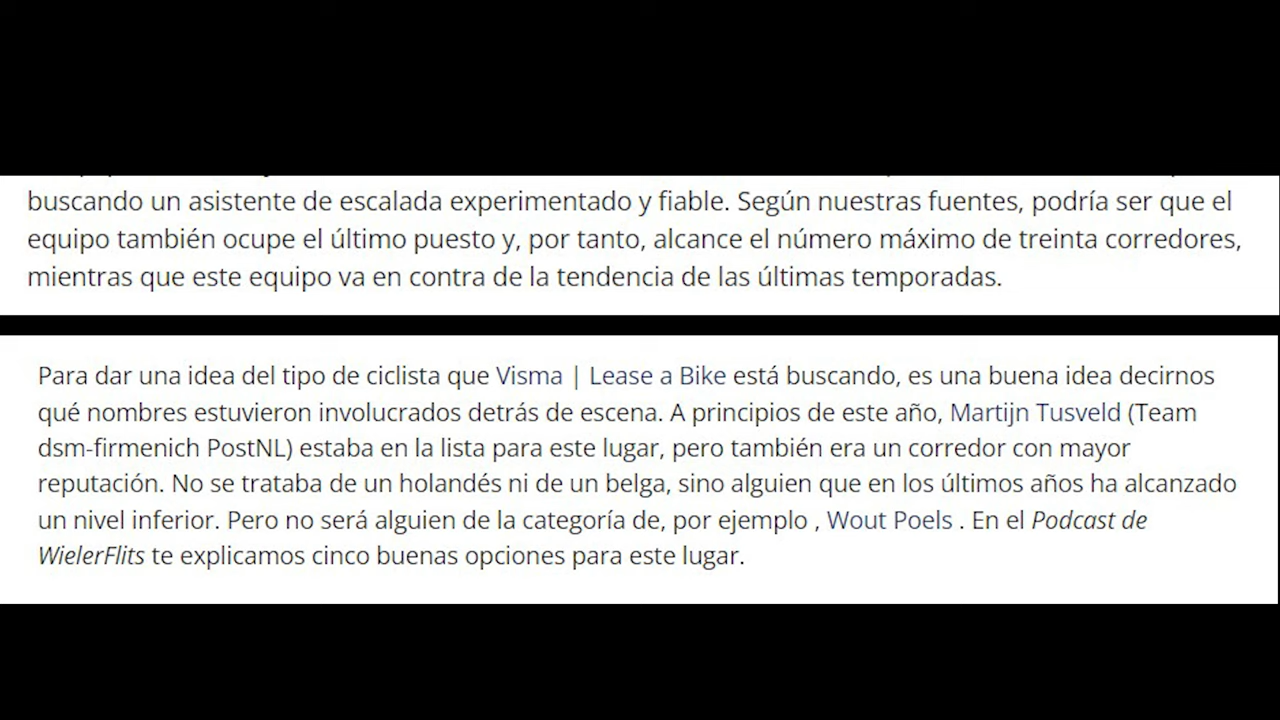 buscando un asistente de escalada experimentado y fiable. Según nuestras fuentes, podría ser que el
equipo también ocupe el último puesto y, por tanto, alcance el número máximo de treinta corredores,
mientras que este equipo va en contra de la tendencia de las últimas temporadas.
Para dar una idea del tipo de ciclista que Visma | Lease a Bike está buscando, es una buena idea decirnos
qué nombres estuvieron involucrados detrás de escena. A principios de este año, Martijn Tusveld (Team
dsm-firmenich PostNL) estaba en la lista para este lugar, pero también era un corredor con mayor
reputación. No se trataba de un holandés ni de un belga, sino alguien que en los últimos años ha alcanzado
un nivel inferior. Pero no será alguien de la categoría de, por ejemplo , Wout Poels . En el Podcast de
WielerFlits te explicamos cinco buenas opciones para este lugar.